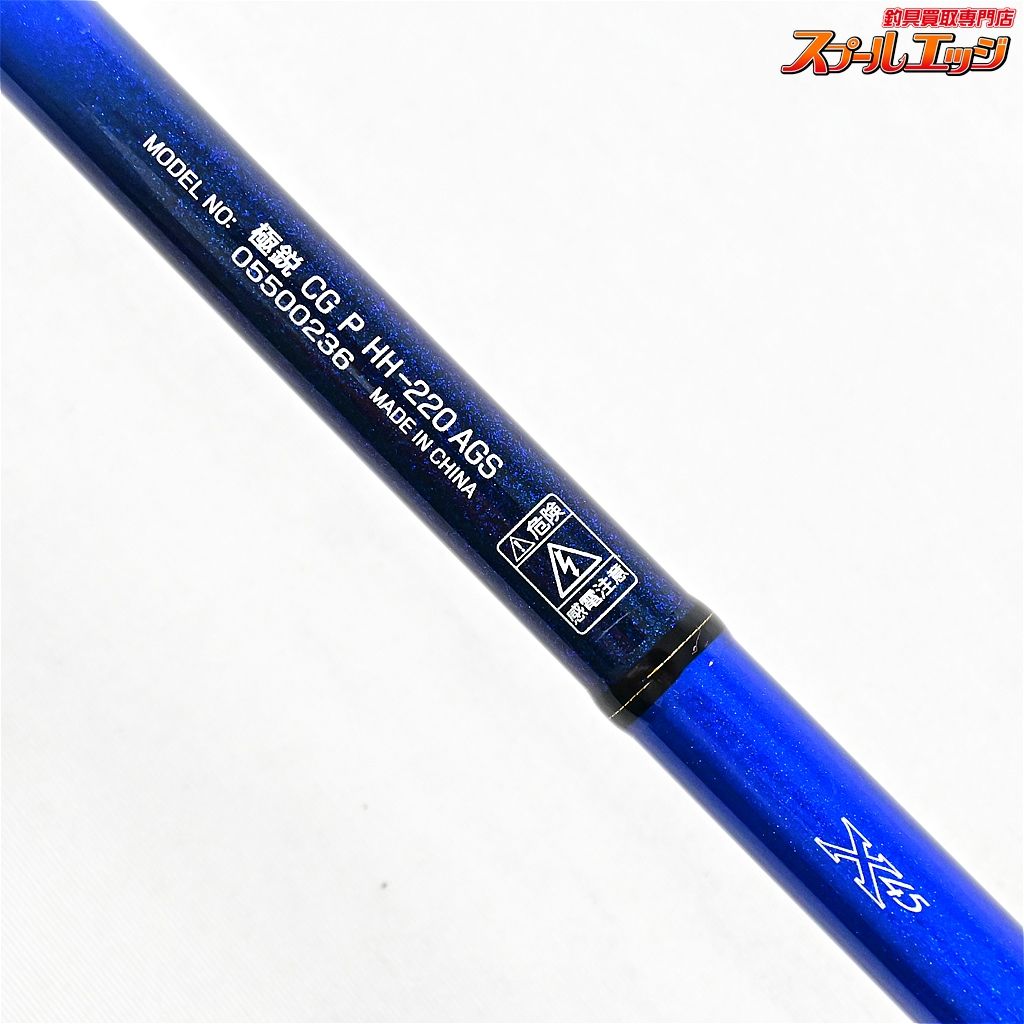 釣具買取専門店
スプールエッジ
MODEL NO: 極鋭 CG P HH-220 AGS
05500236 MADE IN CHINA
危険
感電注意
X45